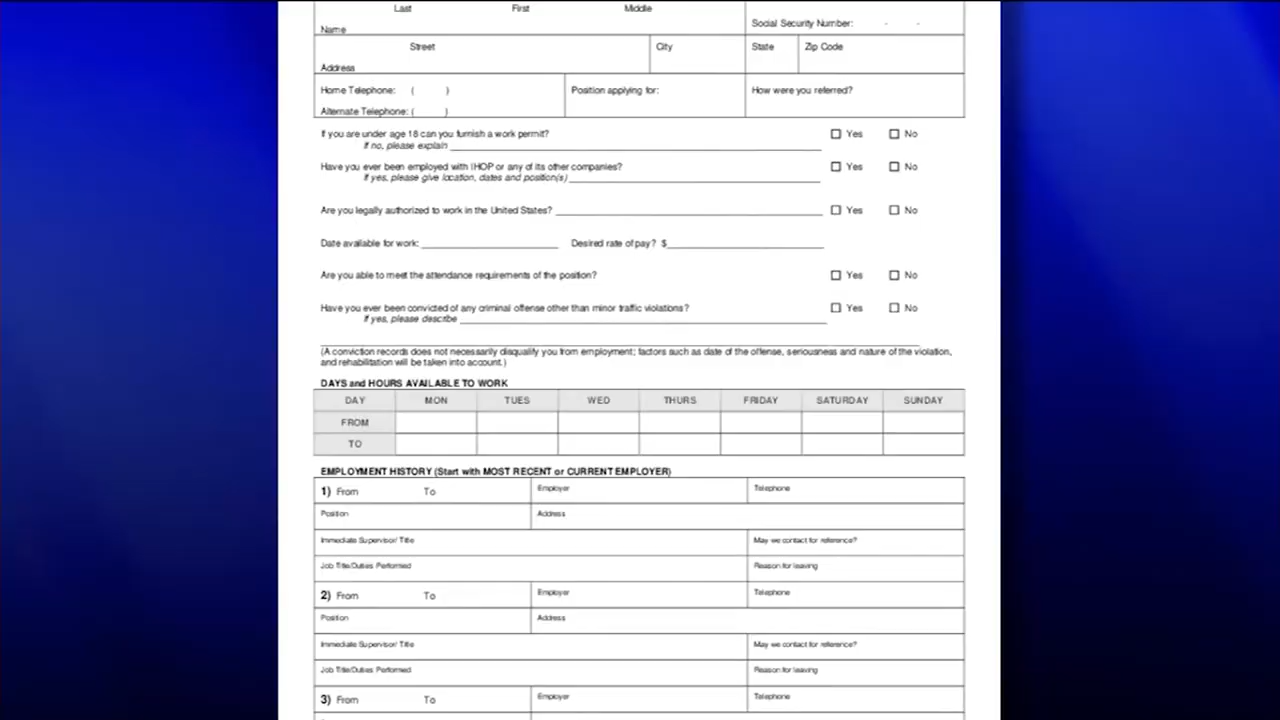 Last First Middle
Social Security Number: - -
Name
Street City State Zip Code
Address
Home Telephone: ( ) Position applying for: How were you referred?
Alternate Telephone: ( )
If you are under age 18 can you furnish a work permit? Yes No
If no, please explain
Have you ever been employed with IHOP or any of its other companies? Yes No
If yes, please give location, dates and position(s)
Are you legally authorized to work in the United States? Yes No
Date available for work: Desired rate of pay? $
Are you able to meet the attendance requirements of the position? Yes No
Have you ever been convicted of any criminal offense other than minor traffic violations? Yes No
If yes, please describe
(A conviction records does not necessarily disqualify you from employment; factors such as date of the offense, seriousness and nature of the violation,
and rehabilitation will be taken into account.)
DAYS and HOURS AVAILABLE TO WORK
DAY MON TUES WED THURS FRIDAY SATURDAY SUNDAY
FROM
TO
EMPLOYMENT HISTORY (Start with MOST RECENT or CURRENT EMPLOYER)
1) From To Employer Telephone
Position Address
Immediate Supervisor/ Title May we contact for reference?
Job Title/Duties Performed Reason for leaving
2) From To Employer Telephone
Position Address
Immediate Supervisor/ Title May we contact for reference?
Job Title/Duties Performed Reason for leaving
3) From To Employer Telephone